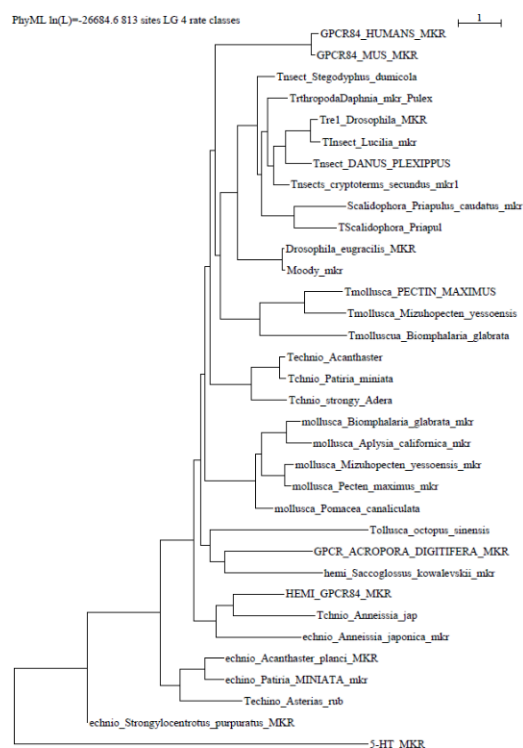 PhyML ln(L)=-26684.6 813 sites LG 4 rate classes
1
GPCR84_HUMANS_MKR
GPCR84_MUS_MKR
Tnsect_Stegodyphus_dumicola
TrthropodaDaphnia_mkr_Pulex
Tre1_Drosophila_MKR
TInsect_Lucilia_mkr
Tnsect_DANUS_PLEXIPPUS
Tnsects_cryptoterms_secundus_mkr1
Scalidophora_Priapulus_caudatus_mkr
TScalidophora_Priapul
Drosophila_eugracilis_MKR
Moody_mkr
Tmollusca_PECTIN_MAXIMUS
Tmollusca_Mizuhopecten_yessoensis
Tmolluscua_Biomphalaria_glabrata
Technio_Acanthaster
Tchnio_Patiria_miniata
Tchnio_strongy_Adera
mollusca_Biomphalaria_glabrata_mkr
mollusca_Aplysia_californica_mkr
mollusca_Mizuhopecten_yessoensis_mkr
mollusca_Pecten_maximus_mkr
mollusca_Pomacea_canaliculata
Tollusca_octopus_sinensis
GPCR_ACROPORA_DIGITIFERA_MKR
hemi_Saccoglossus_kowalevskii_mkr
HEMI_GPCR84_MKR
Tchnio_Anneissia_jap
echnio_Anneissia_japonica_mkr
echnio_Acanthaster_planci_MKR
echino_Patiria_MINIATA_mkr
Techino_Asterias_rub
echnio_Strongylocentrotus_purpuratus_MKR
5-HT_MKR